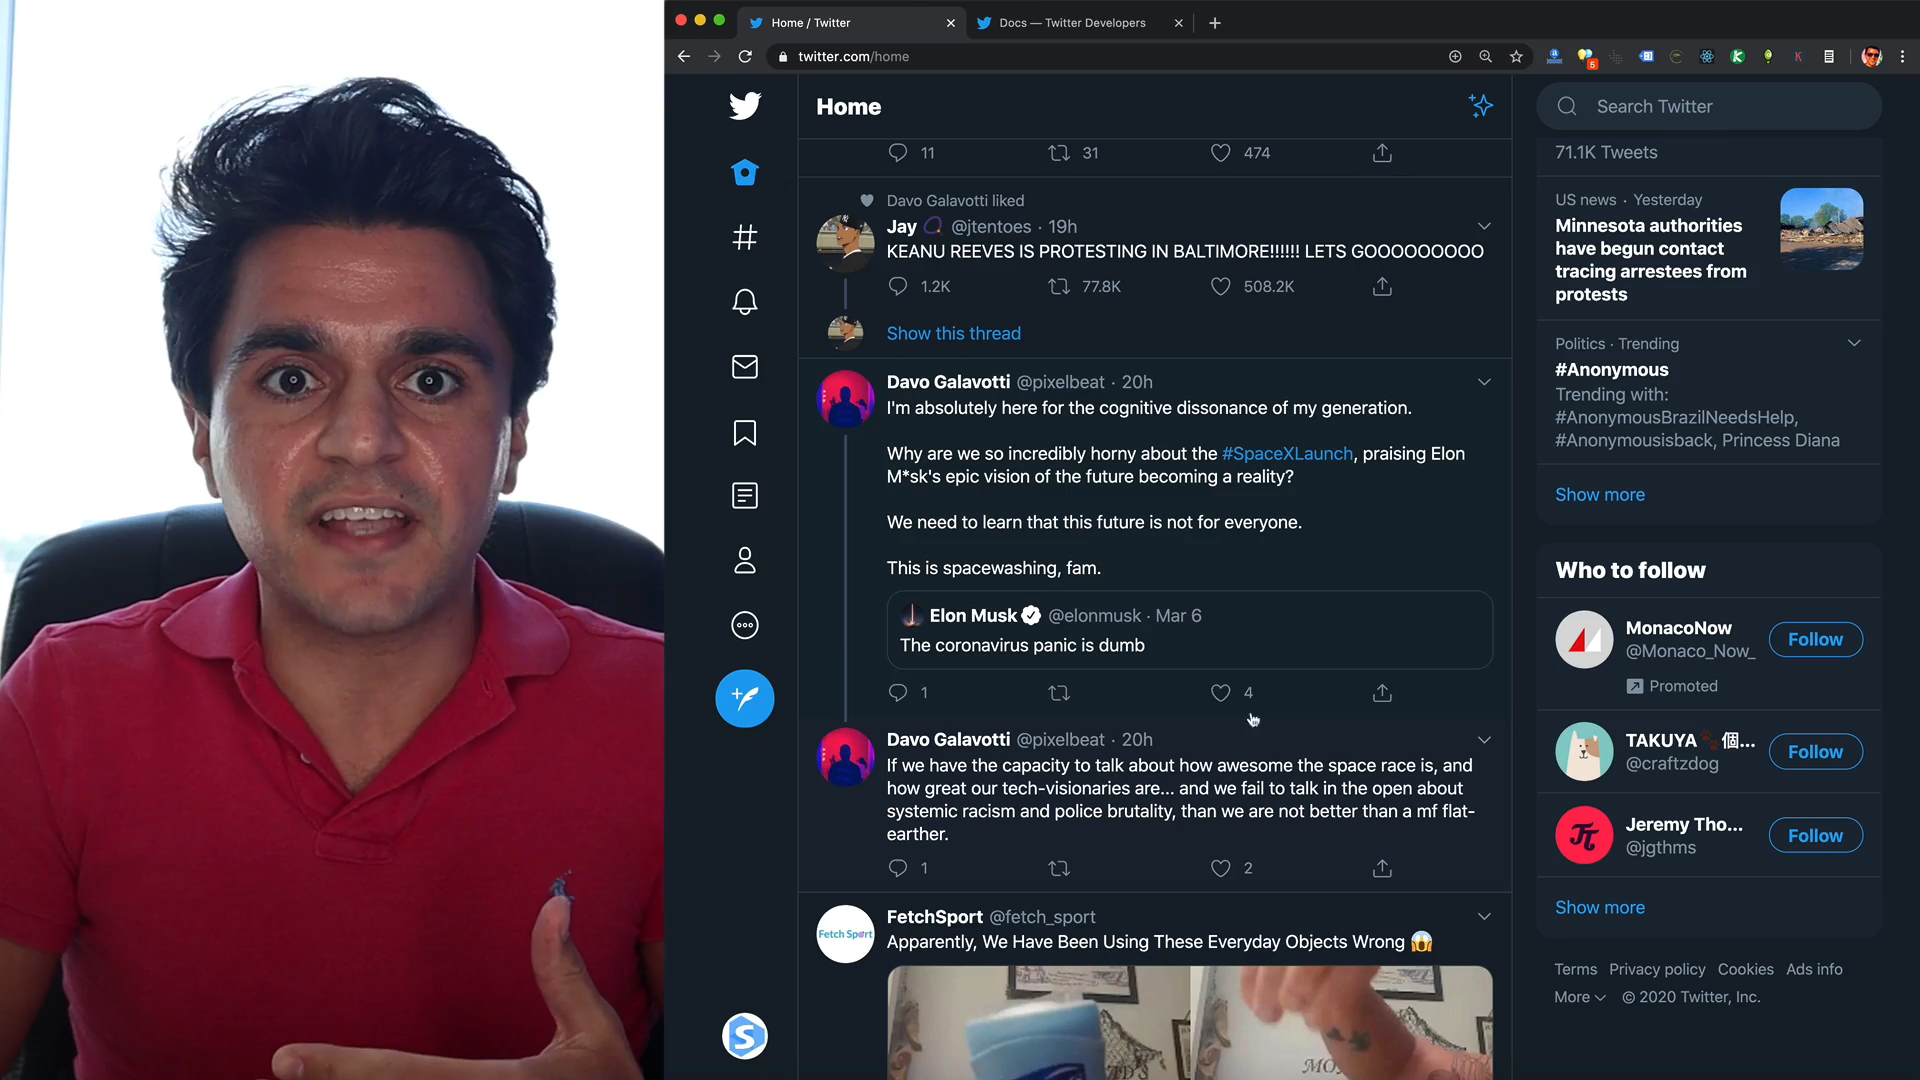 Home / Twitter
Docs — Twitter Developers
twitter.com/home
5
Home
Search Twitter
11 31 474
71.1K Tweets
Davo Galavotti liked
Jay @jtentoes · 19h
KEANU REEVES IS PROTESTING IN BALTIMORE!!!!!! LETS GOOOOOOOOO
1.2K 77.8K 508.2K
Show this thread
US news · Yesterday
Minnesota authorities
have begun contact
tracing arrestees from
protests
Politics · Trending
#Anonymous
Trending with:
#AnonymousBrazilNeedsHelp,
#Anonymousisback, Princess Diana
Show more
Davo Galavotti @pixelbeat · 20h
I'm absolutely here for the cognitive dissonance of my generation.
Why are we so incredibly horny about the #SpaceXLaunch, praising Elon
M*sk's epic vision of the future becoming a reality?
We need to learn that this future is not for everyone.
This is spacewashing, fam.
Elon Musk @elonmusk · Mar 6
The coronavirus panic is dumb
1 4
Davo Galavotti @pixelbeat · 20h
If we have the capacity to talk about how awesome the space race is, and
how great our tech-visionaries are... and we fail to talk in the open about
systemic racism and police brutality, than we are not better than a mf flat-
earther.
1 2
Fetch Sport
FetchSport @fetch_sport
Apparently, We Have Been Using These Everyday Objects Wrong 😱
Who to follow
MonacoNow
@Monaco_Now_
Follow
Promoted
TAKUYA 🐾 個...
@craftzdog
Follow
Jeremy Tho...
@jgthms
Follow
Show more
Terms Privacy policy Cookies Ads info
More © 2020 Twitter, Inc.